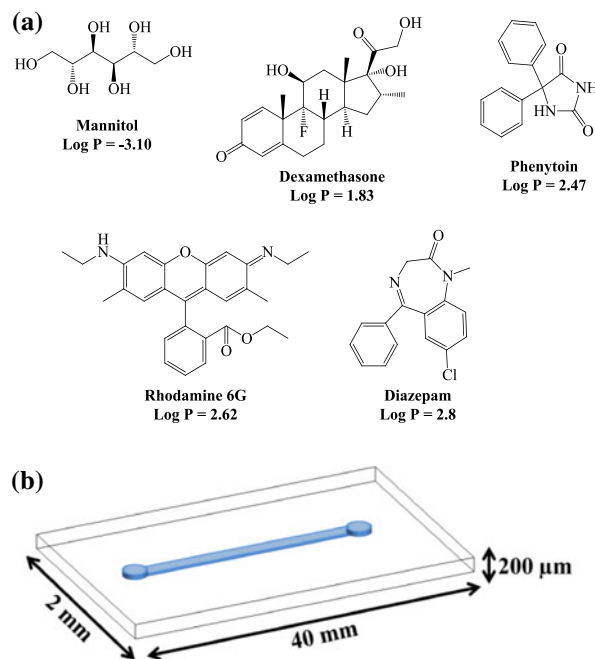 (a)
OH
OH
HO
OH
OH
OH
Mannitol
Log P = -3.10
OH
O
HO
OH
H
F
H
O
Dexamethasone
Log P = 1.83
O
NH
HN
O
Phenytoin
Log P = 2.47
H
N
O
N
O
O
Rhodamine 6G
Log P = 2.62
O
N
N
Cl
Diazepam
Log P = 2.8
(b)
200 µm
2 mm
40 mm